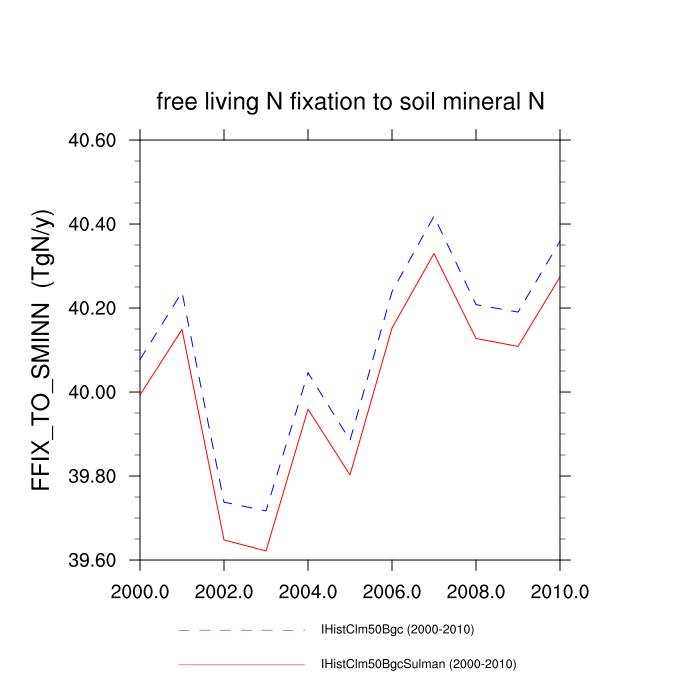 free living N fixation to soil mineral N
FFIX_TO_SMINN (TgN/y)
40.60
40.40
40.20
40.00
39.80
39.60
2000.0 2002.0 2004.0 2006.0 2008.0 2010.0
IHistClm50Bgc (2000-2010)
IHistClm50BgcSulman (2000-2010)